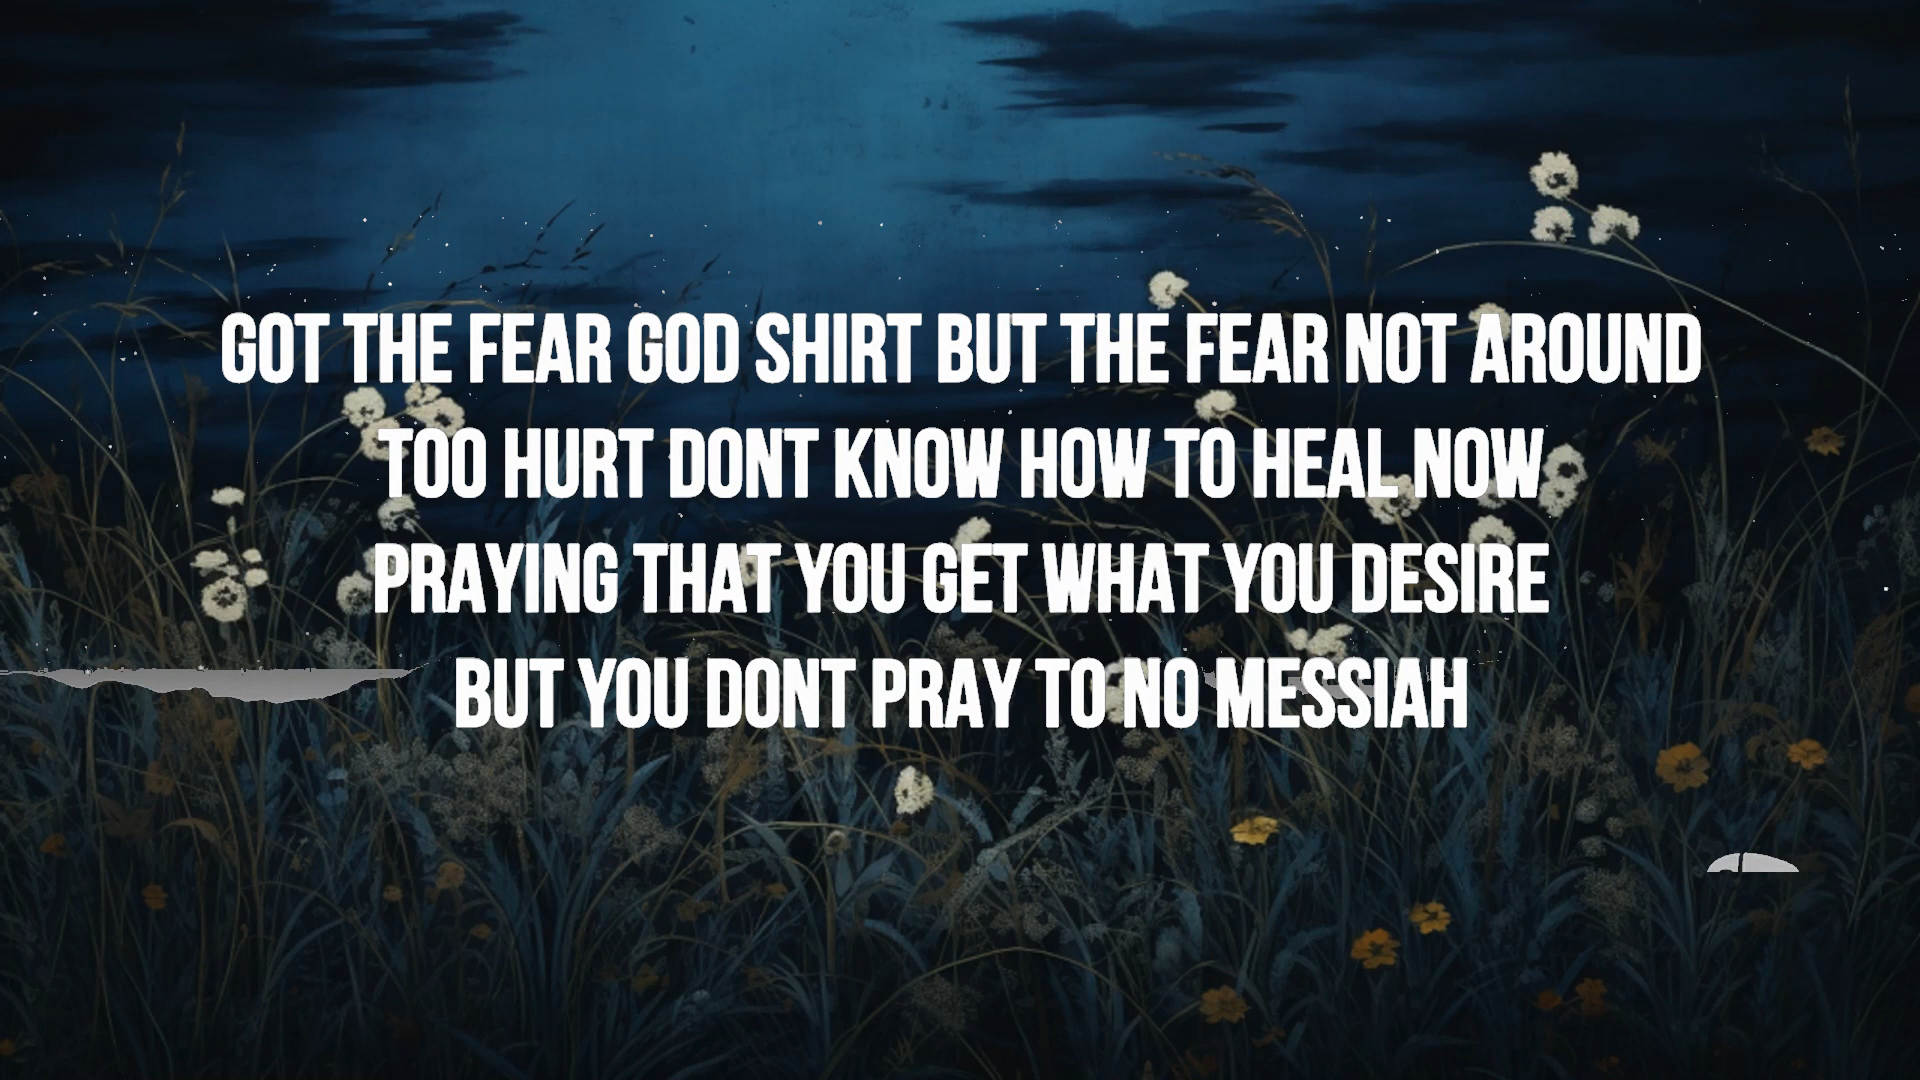 GOT THE FEAR GOD SHIRT BUT THE FEAR NOT AROUND
TOO HURT DONT KNOW HOW TO HEAL NOW
PRAYING THAT YOU GET WHAT YOU DESIRE
BUT YOU DONT PRAY TO NO MESSIAH